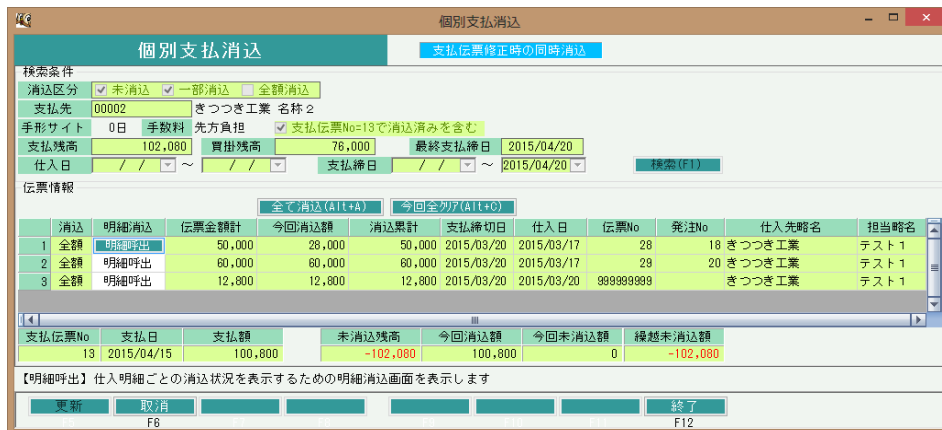 個別支払消込
個別支払消込 支払伝票修正時の同時消込
検索条件
消込区分 未消込 一部消込 全額消込
支払先 00002 きつつき工業 名称2
手形サイト 0日 手数料 先方負担 支払伝票No=13で消込済みを含む
支払残高 102,080 買掛残高 76,000 最終支払締日 2015/04/20
仕入日 / / ~ / / 支払締日 / / ~ 2015/04/20 検索(F1)
伝票情報
全て消込(Alt+A) 今回全クリア(Alt+C)
消込 明細消込 伝票金額計 今回消込額 消込累計 支払締切日 仕入日 伝票No 発注No 仕入先略名 担当略名
1 全額 明細呼出 50,000 28,000 50,000 2015/03/20 2015/03/17 28 18 きつつき工業 テスト1
2 全額 明細呼出 60,000 60,000 60,000 2015/03/20 2015/03/17 29 20 きつつき工業 テスト1
3 全額 明細呼出 12,800 12,800 12,800 2015/03/20 2015/03/20 999999999 きつつき工業 テスト1
支払伝票No 支払日 支払額 未消込残高 今回消込額 今回未消込額 繰越未消込額
13 2015/04/15 100,800 -102,080 100,800 0 -102,080
【明細呼出】仕入明細ごとの消込状況を表示するための明細消込画面を表示します
更新 取消 終了
F6 F12